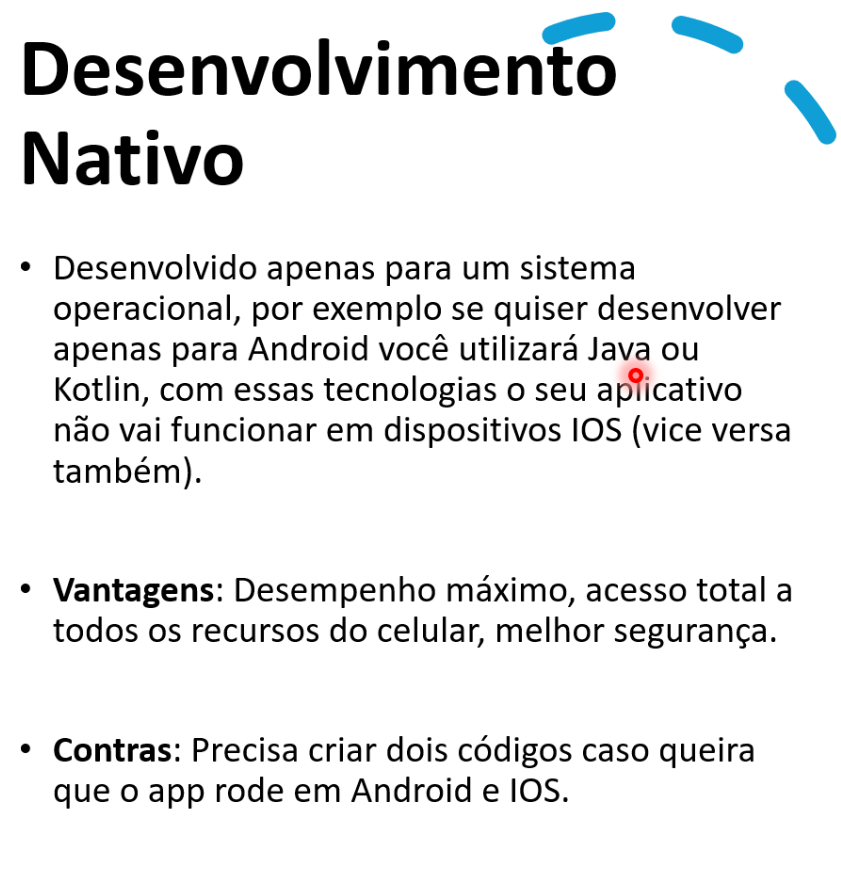 Desenvolvimento
Nativo
• Desenvolvido apenas para um sistema
operacional, por exemplo se quiser desenvolver
apenas para Android você utilizará Java ou
Kotlin, com essas tecnologias o seu aplicativo
não vai funcionar em dispositivos IOS (vice versa
também).
• Vantagens: Desempenho máximo, acesso total a
todos os recursos do celular, melhor segurança.
• Contras: Precisa criar dois códigos caso queira
que o app rode em Android e IOS.